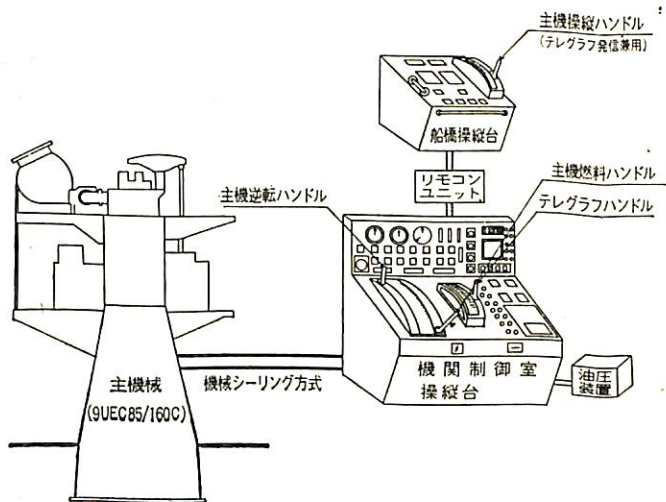 主機操縦ハンドル
(テレグラフ発信兼用)
船橋操縦台
リモコン
ユニット
主機燃料ハンドル
テレグラフハンドル
主機逆転ハンドル
主機械
(9UEC85/160C)
機械シーリング方式
機関制御室
操縦台
油圧
装置